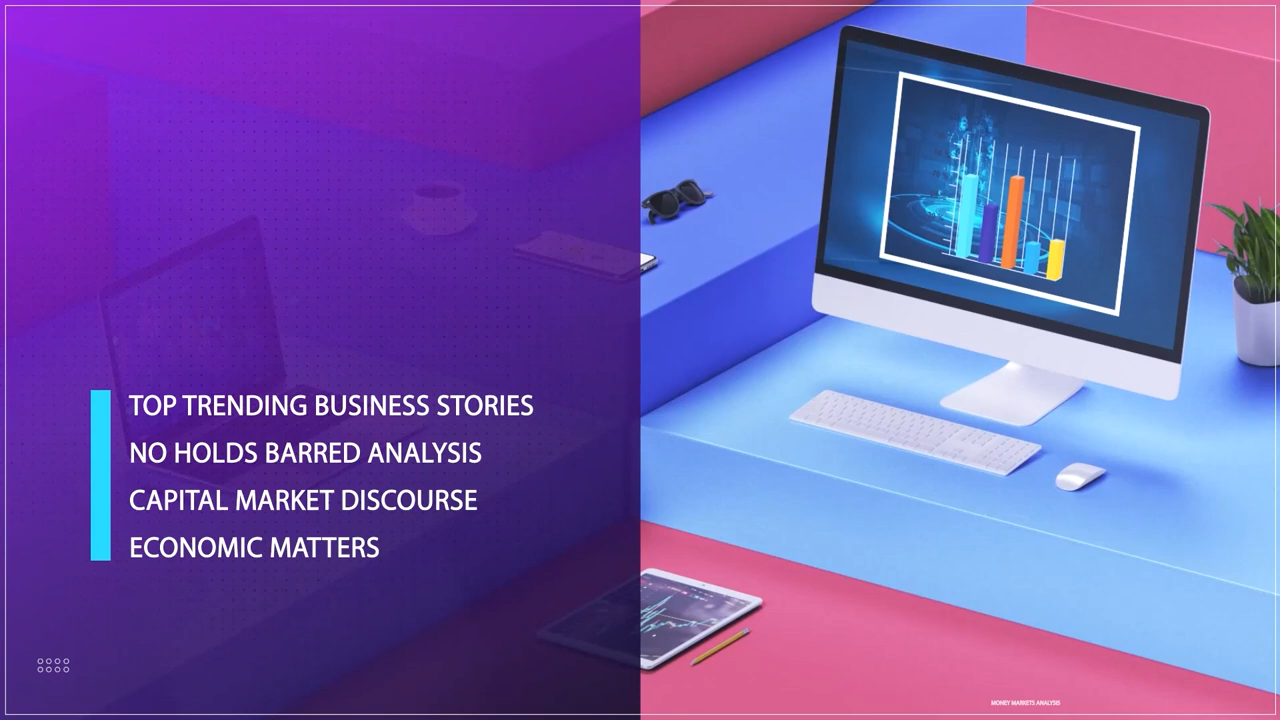 TOP TRENDING BUSINESS STORIES
NO HOLDS BARRED ANALYSIS
CAPITAL MARKET DISCOURSE
ECONOMIC MATTERS
MONEY MARKETS ANALYSIS